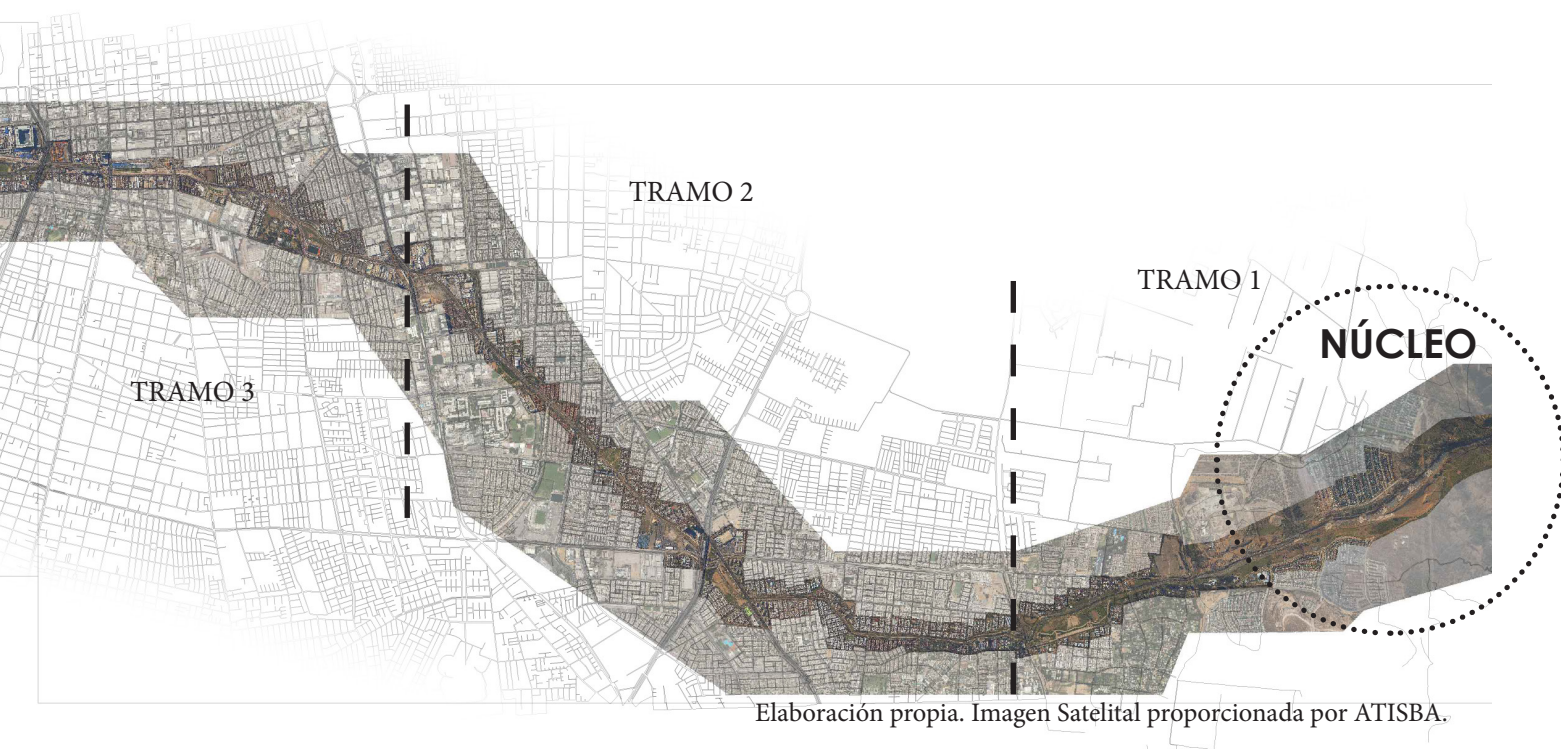 TRAMO 2
TRAMO 1
NÚCLEO
TRAMO 3
Elaboración propia. Imagen Satelital proporcionada por ATISBA.